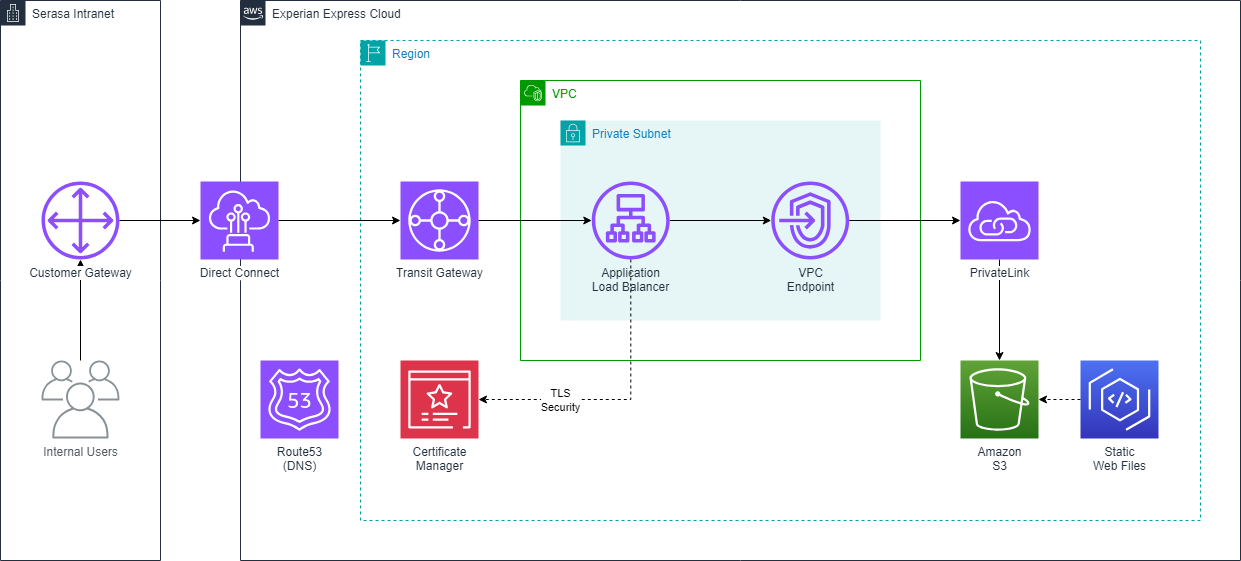 Serasa Intranet
aws
Experian Express Cloud
Region
VPC
Private Subnet
Customer Gateway
Direct Connect
Transit Gateway
Application
Load Balancer
VPC
Endpoint
PrivateLink
TLS
Security
53
Internal Users
Route53
(DNS)
Certificate
Manager
Amazon
S3
</>
Static
Web Files